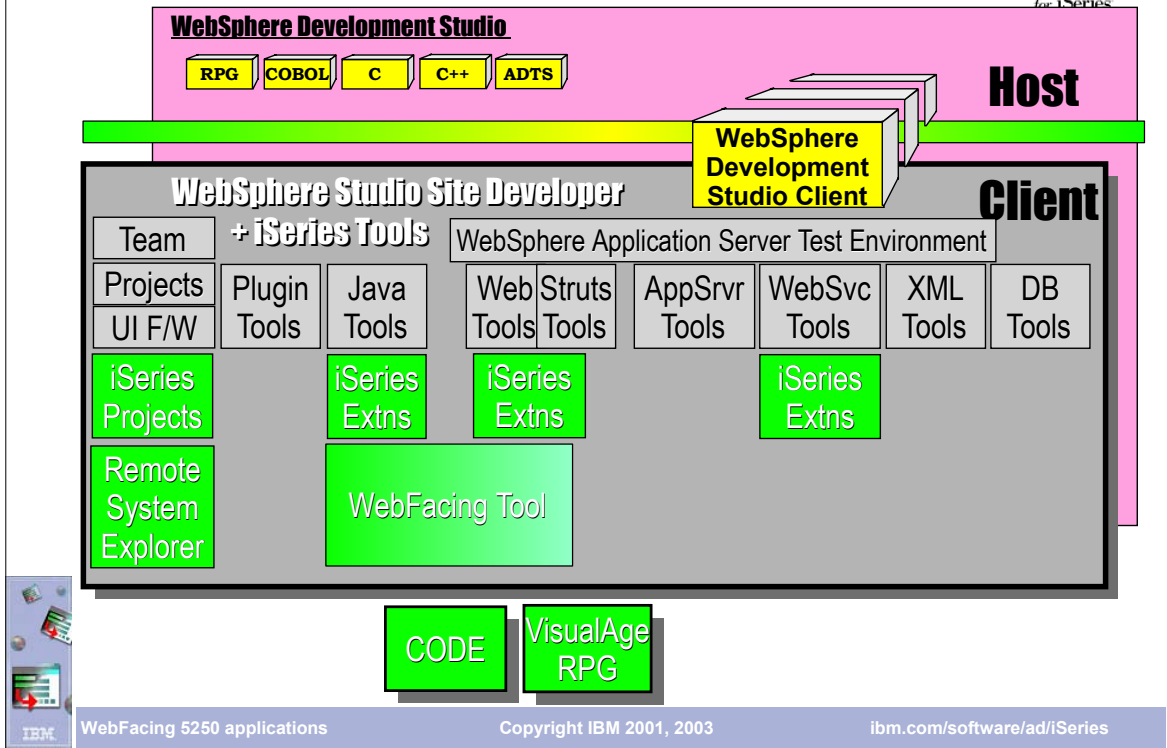 for iSeries
WebSphere Development Studio
RPG
COBOL
C
C++
ADTS
Host
WebSphere
Development
Studio Client
WebSphere Studio Site Developer
+ iSeries Tools
Client
Team
WebSphere Application Server Test Environment
Projects
UI F/W
Plugin
Tools
Java
Tools
Web
Tools
Struts
Tools
AppSrvr
Tools
WebSvc
Tools
XML
Tools
DB
Tools
iSeries
Projects
iSeries
Extns
iSeries
Extns
iSeries
Extns
Remote
System
Explorer
WebFacing Tool
CODE
VisualAge
RPG
IBM
WebFacing 5250 applications
Copyright IBM 2001, 2003
ibm.com/software/ad/iSeries